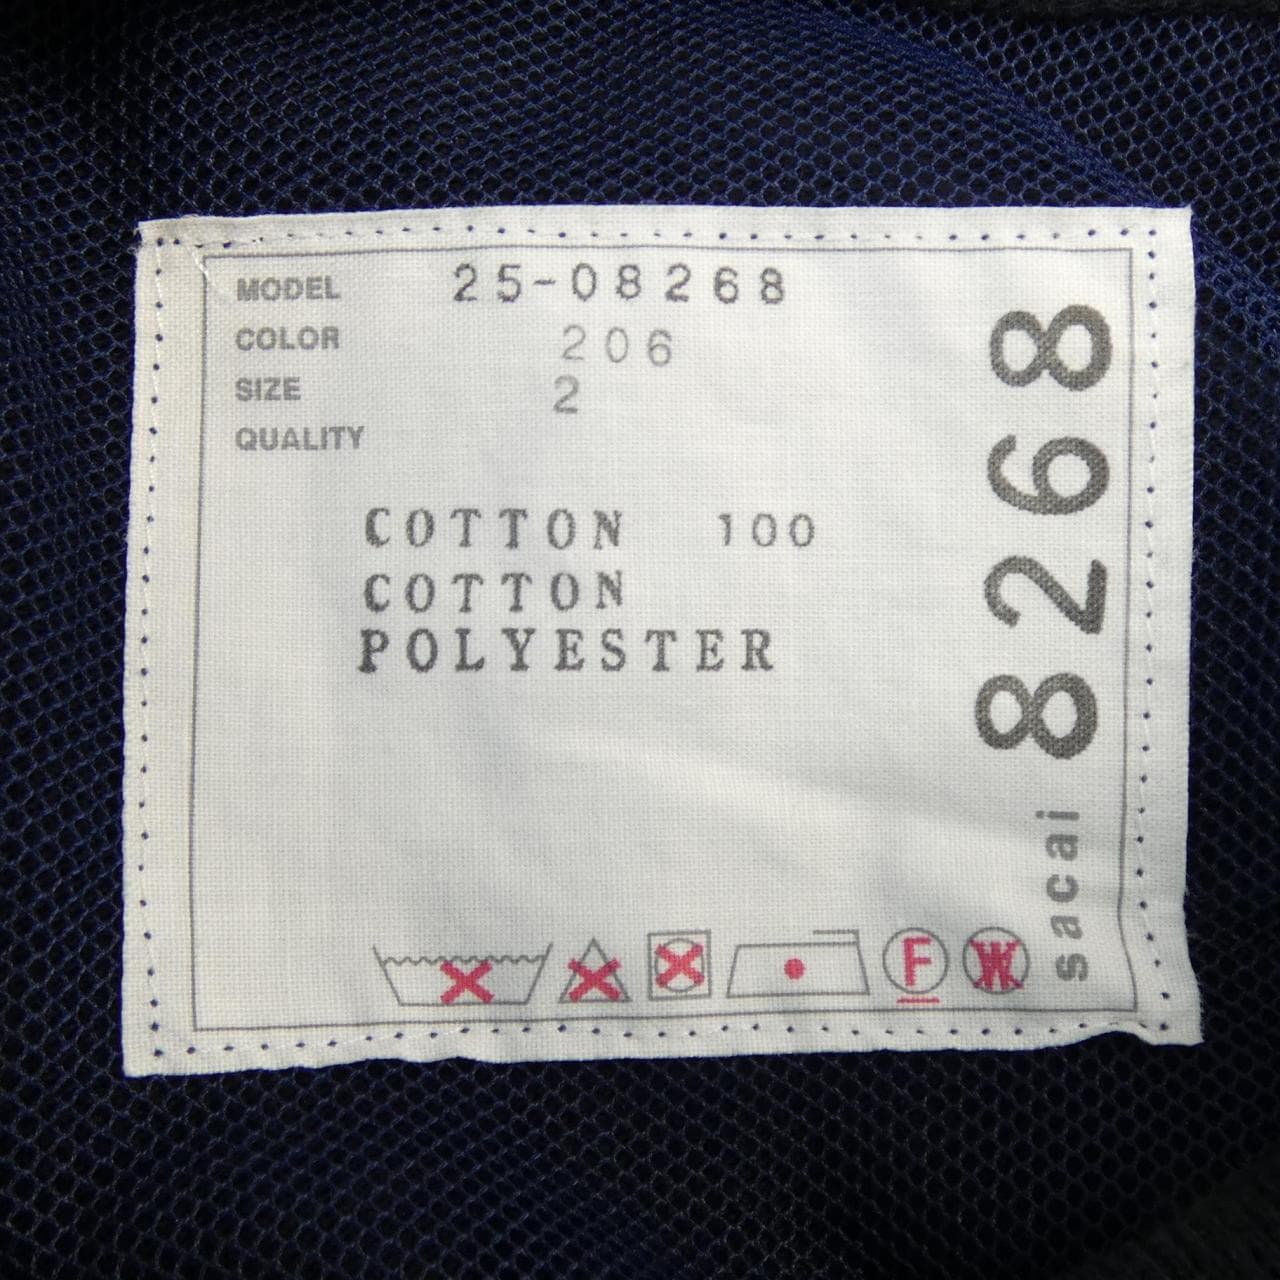 MODEL 25-08268
COLOR 206
SIZE 2
QUALITY
COTTON 100
COTTON
POLYESTER
F
W
sacai 8268